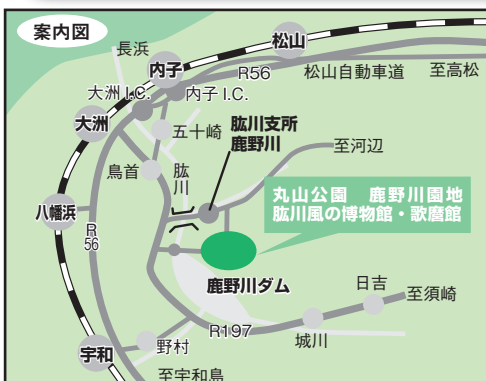 案内図
長浜
松山
内子
R56
松山自動車道
至高松
大洲I.C.
内子I.C.
大洲
五十崎
肱川支所
鹿野川
至河辺
鳥首
肱川
丸山公園 鹿野川園地
肱川風の博物館・歌麿館
八幡浜
R
56
鹿野川ダム
日吉
至須崎
R197
城川
野村
宇和
至宇和島